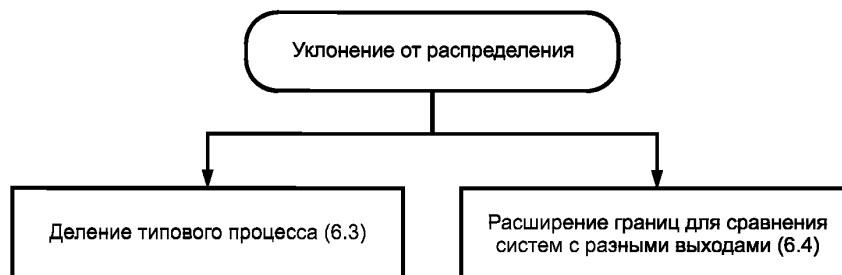 Уклонение от распределения
Деление типового процесса (6.3)
Расширение границ для сравнения
систем с разными выходами (6.4)